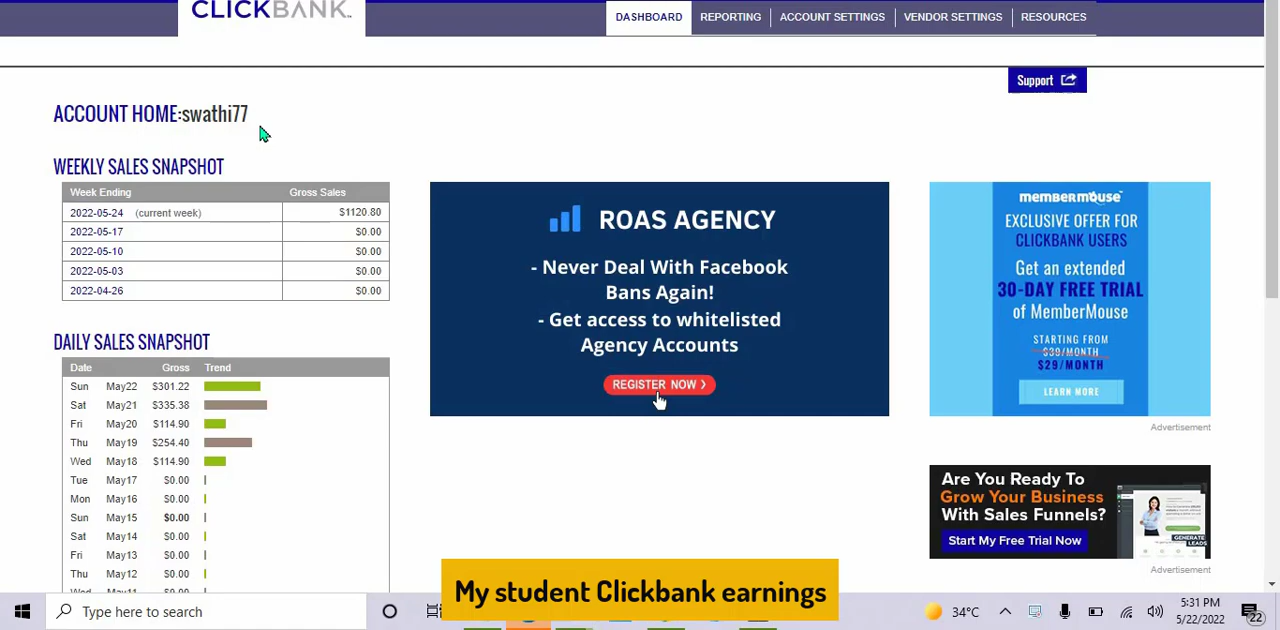 CLICKBANK™
DASHBOARD
REPORTING
ACCOUNT SETTINGS
VENDOR SETTINGS
RESOURCES
Support
ACCOUNT HOME:swathi77
WEEKLY SALES SNAPSHOT
Week Ending Gross Sales
2022-05-24 (current week) $1120.80
2022-05-17 $0.00
2022-05-10 $0.00
2022-05-03 $0.00
2022-04-26 $0.00
DAILY SALES SNAPSHOT
Date Gross Trend
Sun May22 $301.22
Sat May21 $335.38
Fri May20 $114.90
Thu May19 $254.40
Wed May18 $114.90
Tue May17 $0.00
Mon May16 $0.00
Sun May15 $0.00
Sat May14 $0.00
Fri May13 $0.00
Thu May12 $0.00
ROAS AGENCY
- Never Deal With Facebook
Bans Again!
- Get access to whitelisted
Agency Accounts
REGISTER NOW ❯
MEMBERMOUSE™
EXCLUSIVE OFFER FOR
CLICKBANK USERS
Get an extended
30-DAY FREE TRIAL
of MemberMouse
STARTING FROM
$39/MONTH
$29/MONTH
LEARN MORE
Advertisement
Are You Ready To
Grow Your Business
With Sales Funnels?
Start My Free Trial Now
GENERATE
LEADS
Advertisement
My student Clickbank earnings
Type here to search
34°C
5:31 PM
5/22/2022
22